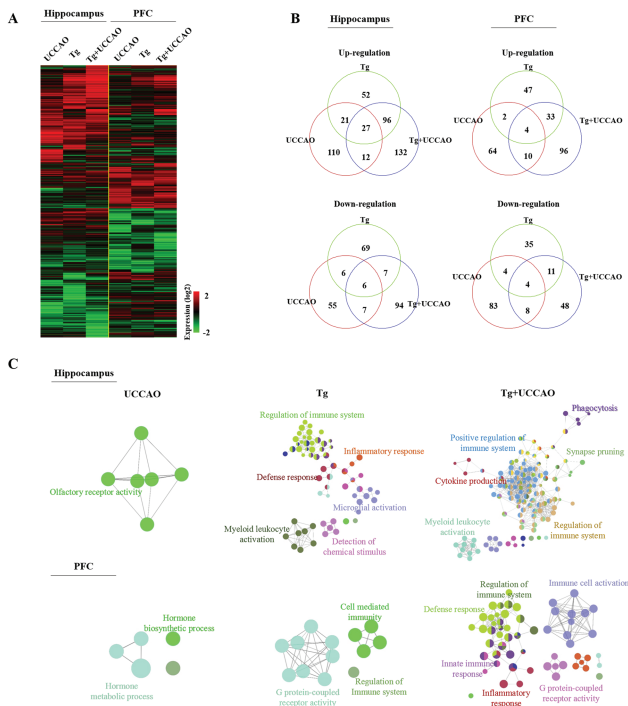 A
Hippocampus PFC
UCCAO Tg Tg+UCCAO UCCAO Tg Tg+UCCAO
Expression (log2)
2
-2
B
Hippocampus PFC
Up-regulation Up-regulation
Tg Tg
52 47
21 96 2 33
27 4
UCCAO Tg+UCCAO UCCAO Tg+UCCAO
110 12 132 64 10 96
Down-regulation Down-regulation
Tg Tg
69 35
6 7 4 11
6 4
UCCAO Tg+UCCAO UCCAO Tg+UCCAO
55 7 94 83 8 48
C
Hippocampus
UCCAO Tg Tg+UCCAO
Olfactory receptor activity
Regulation of immune system
Inflammatory response
Defense response
Microglial activation
Myeloid leukocyte
activation
Detection of
chemical stimulus
Phagocytosis
Positive regulation of
immune system
Synapse pruning
Cytokine production
Myeloid leukocyte
activation
Regulation of
immune system
PFC
Hormone
biosynthetic process
Hormone
metabolic process
Cell mediated
immunity
Regulation of Immune system
G protein-coupled
receptor activity
Regulation of
immune system
Immune cell activation
Defense response
Innate immune
response
Inflammatory
response
G protein-coupled
receptor activity